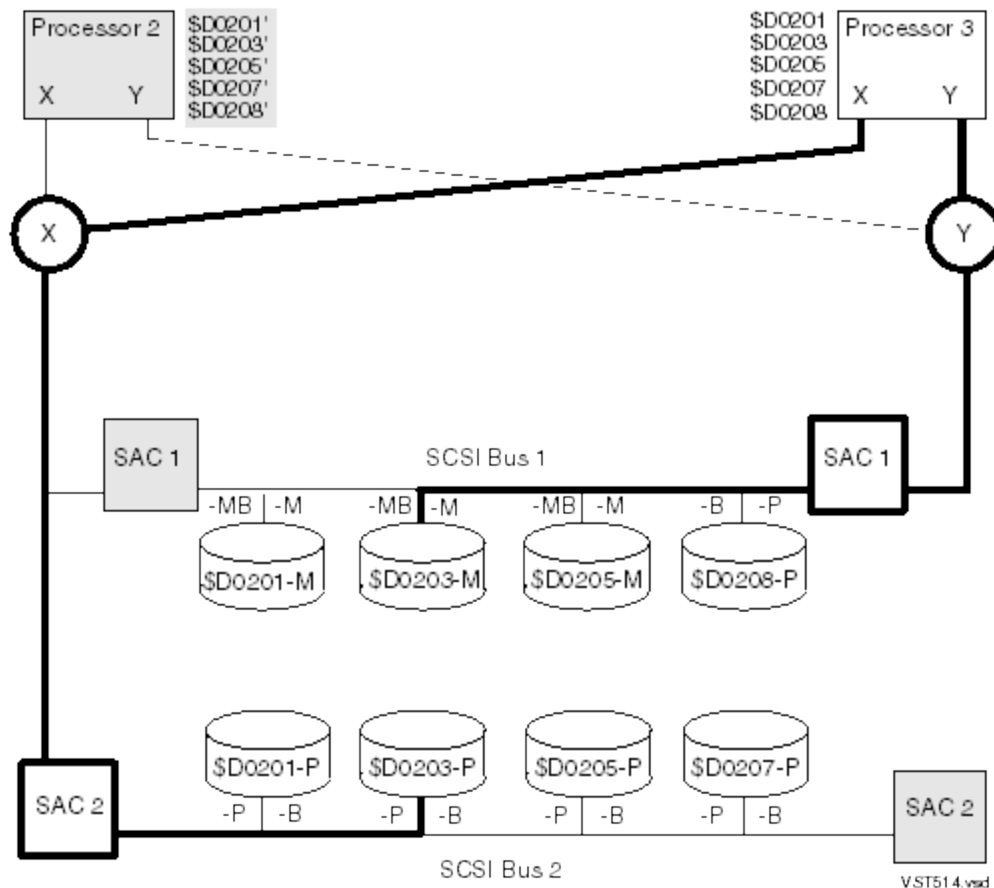 Processor 2
$D0201'
$D0203'
$D0205'
$D0207'
$D0208'
X Y
$D0201
$D0203
$D0205
$D0207
$D0208
Processor 3
X Y
X
Y
SAC 1
SCSI Bus 1
SAC 1
-MB -M -MB -M -MB -M -B -P
$D0201-M $D0203-M $D0205-M $D0208-P
$D0201-P $D0203-P $D0205-P $D0207-P
SAC 2
-P -B -P -B -P -B -P -B
SAC 2
SCSI Bus 2
VST514.vsd